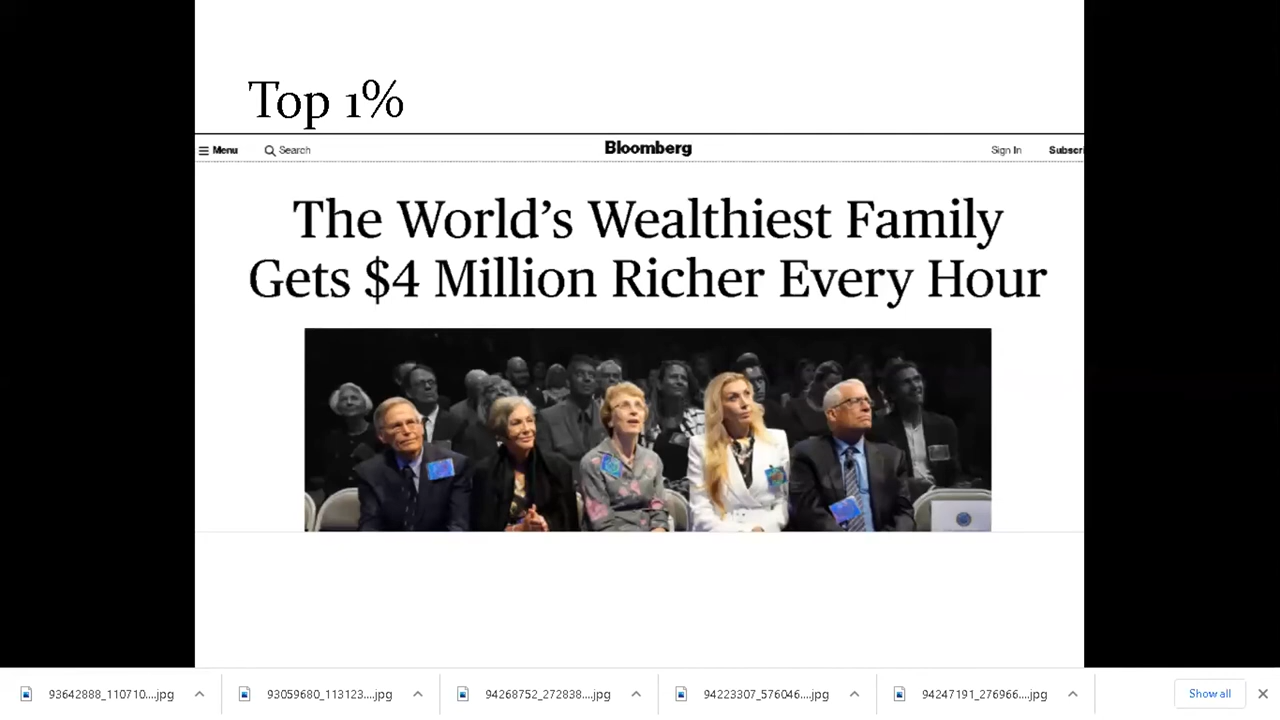 Top 1%
Menu Search Bloomberg Sign In Subscri
The World's Wealthiest Family
Gets $4 Million Richer Every Hour
93642888_110710....jpg 93059680_113123....jpg 94268752_272838....jpg 94223307_576046....jpg 94247191_276966....jpg Show all